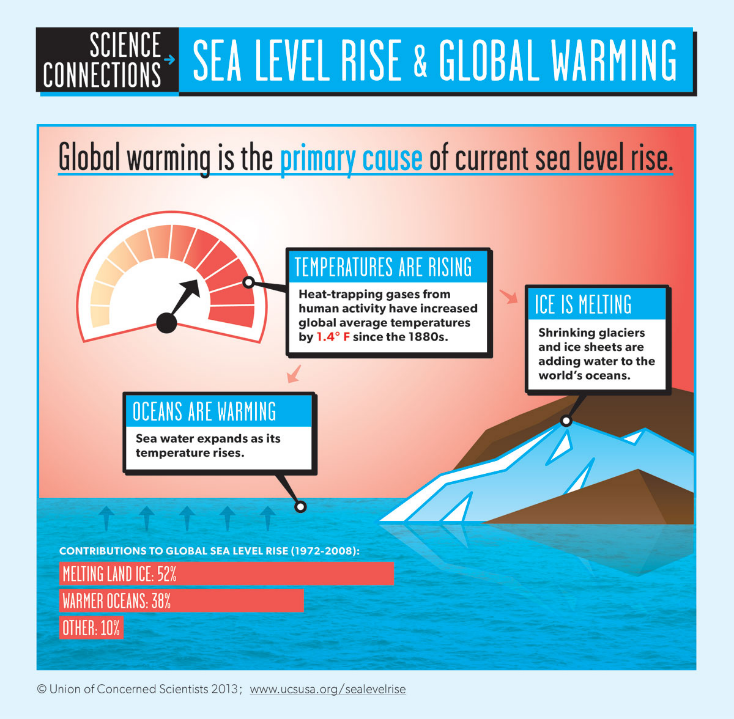 SCIENCE
CONNECTIONS
SEA LEVEL RISE & GLOBAL WARMING
Global warming is the primary cause of current sea level rise.
TEMPERATURES ARE RISING
Heat-trapping gases from
human activity have increased
global average temperatures
by 1.4° F since the 1880s.
ICE IS MELTING
Shrinking glaciers
and ice sheets are
adding water to the
world's oceans.
OCEANS ARE WARMING
Sea water expands as its
temperature rises.
CONTRIBUTIONS TO GLOBAL SEA LEVEL RISE (1972-2008):
MELTING LAND ICE: 52%
WARMER OCEANS: 38%
OTHER: 10%
© Union of Concerned Scientists 2013; www.ucsusa.org/sealevelrise